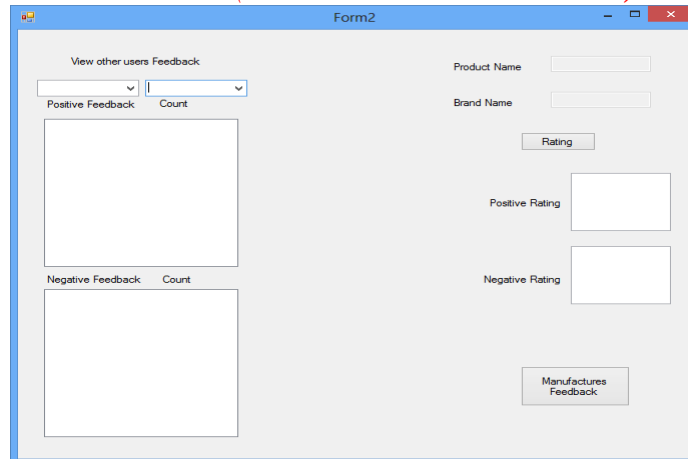 Form2
View other users Feedback
Positive Feedback Count
Negative Feedback Count
Product Name
Brand Name
Rating
Positive Rating
Negative Rating
Manufactures
Feedback